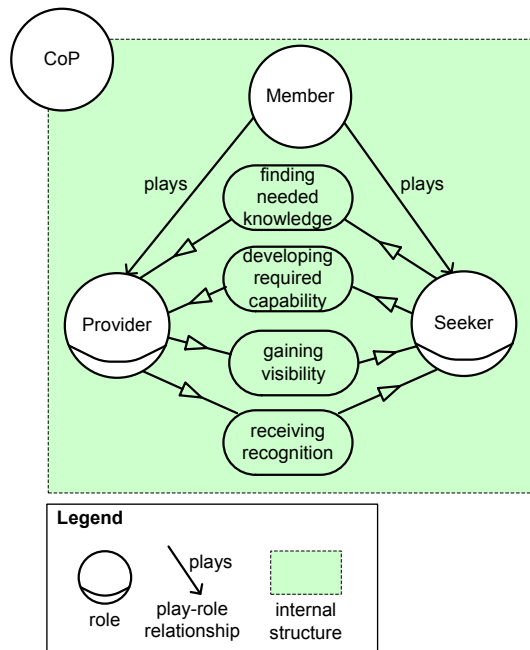 CoP
Member
plays
plays
finding
needed
knowledge
developing
required
capability
Provider
Seeker
gaining
visibility
receiving
recognition
Legend
role
plays
play-role
relationship
internal
structure